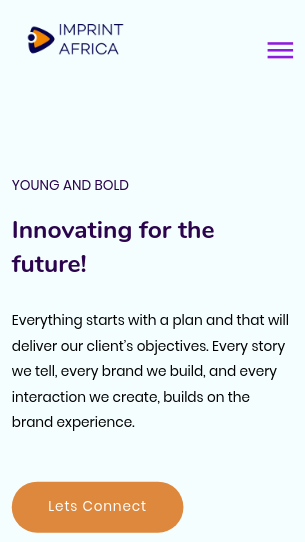 IMPRINT
AFRICA
YOUNG AND BOLD
Innovating for the
future!
Everything starts with a plan and that will
deliver our client's objectives. Every story
we tell, every brand we build, and every
interaction we create, builds on the
brand experience.
Lets Connect